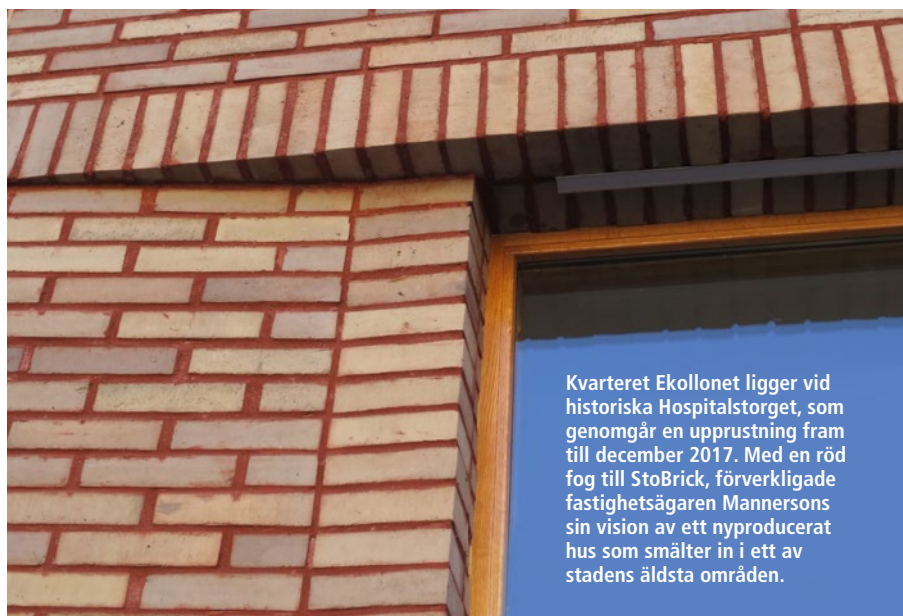 Kvarteret Ekollonet ligger vid
historiska Hospitalstorget, som
genomgår en upprustning fram
till december 2017. Med en röd
fog till StoBrick, förverkligade
fastighetsägaren Mannersons
sin vision av ett nyproducerat
hus som smälter in i ett av
stadens äldsta områden.